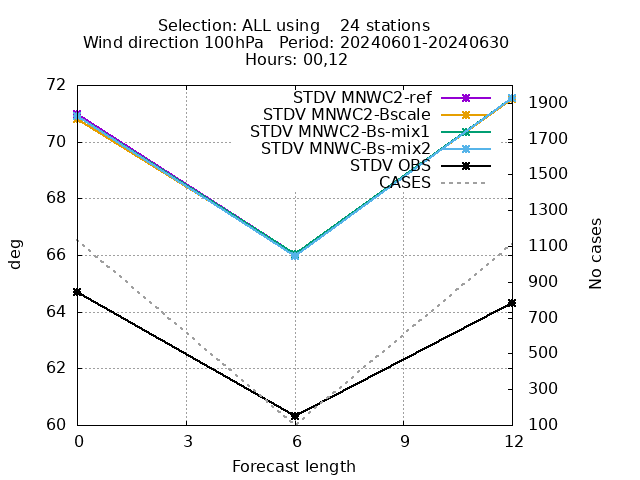 Selection: ALL using    24 stations
Wind direction 100hPa   Period: 20240601-20240630
Hours: 00,12
STDV MNWC2-ref
STDV MNWC2-Bscale
STDV MNWC2-Bs-mix1
STDV MNWC-Bs-mix2
STDV OBS
CASES
72
70
68
66
64
62
60
deg
1900
1700
1500
1300
1100
900
700
500
300
100
No cases
0 3 6 9 12
Forecast length